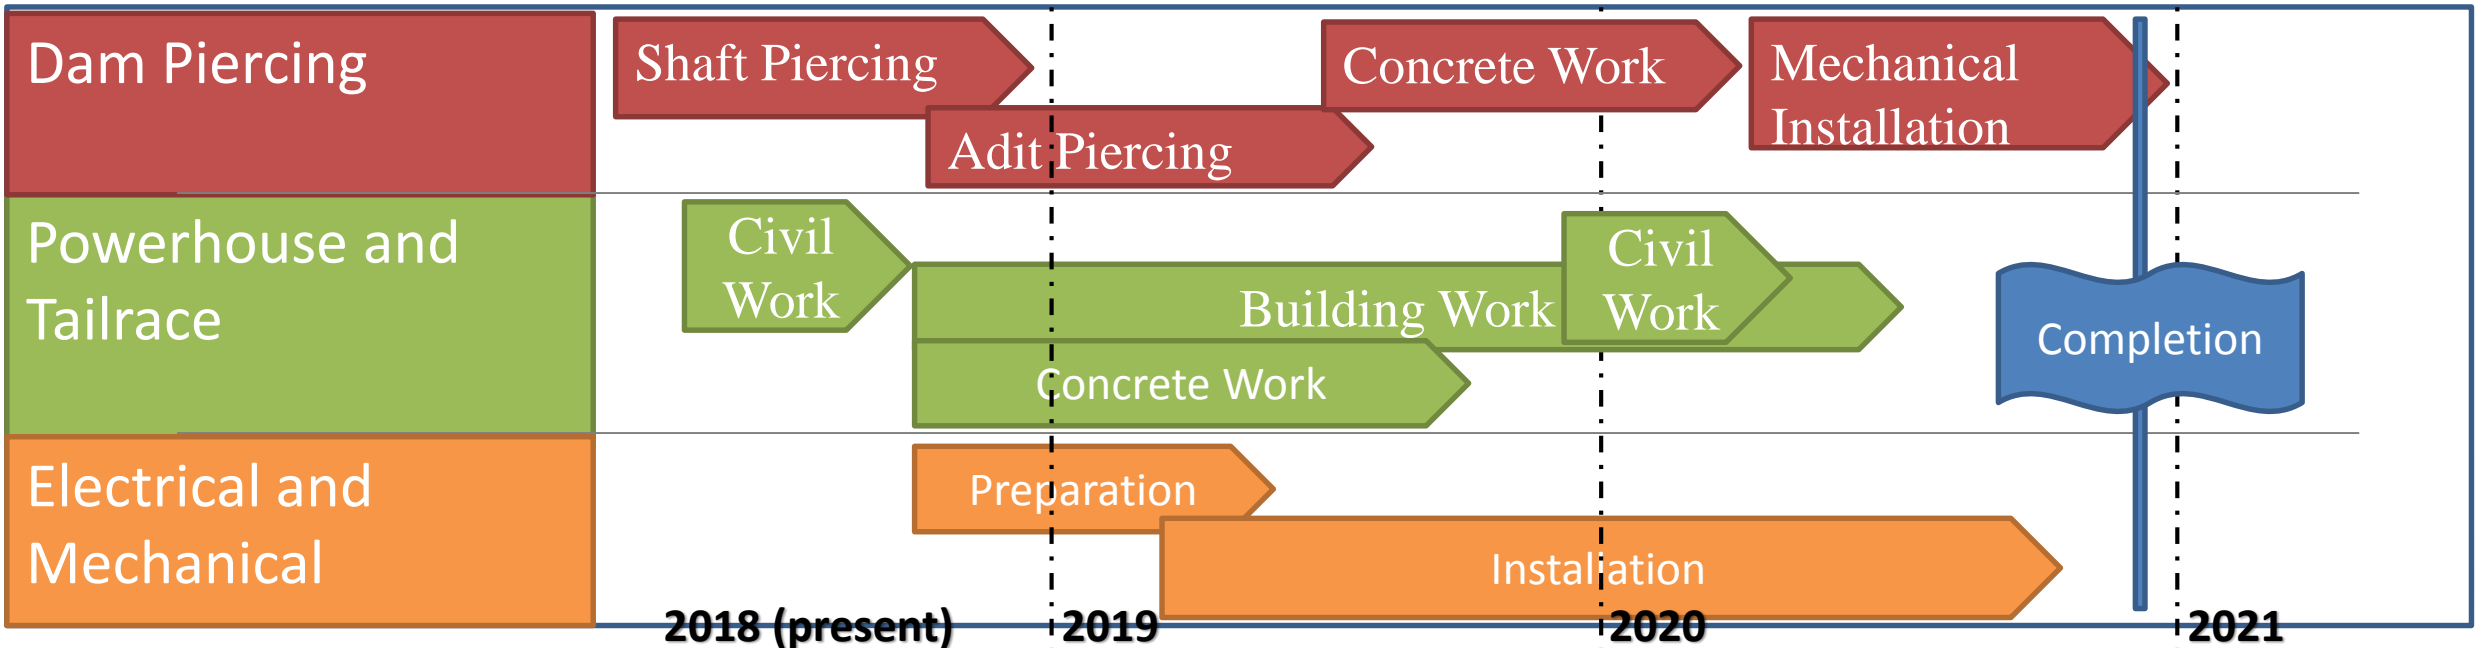 Dam Piercing
Shaft Piercing
Adit Piercing
Concrete Work
Mechanical
Installation
Powerhouse and
Tailrace
Civil
Work
Building Work
Concrete Work
Civil
Work
Completion
Electrical and
Mechanical
Preparation
Installation
2018 (present)
2019
2020
2021